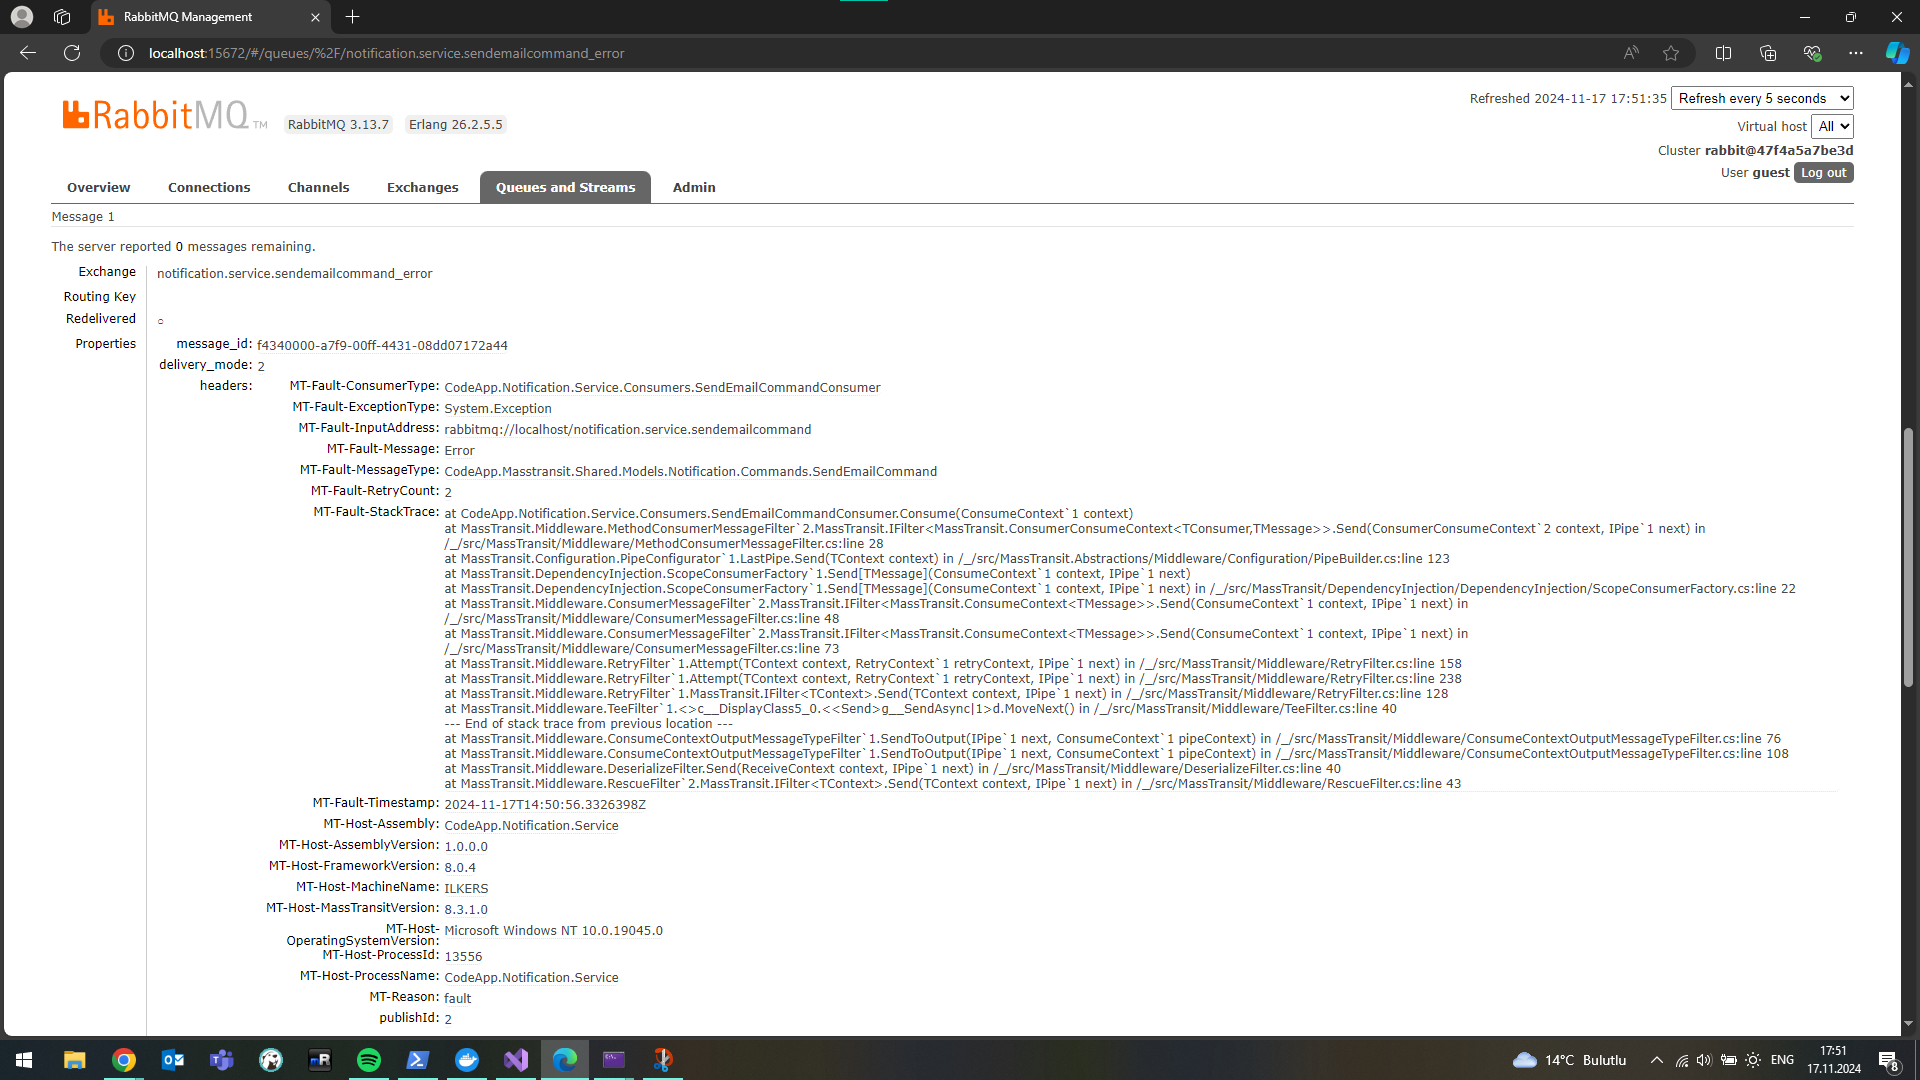 RabbitMQ Management
localhost:15672/#/queues/%2F/notification.service.sendemailcommand_error
RabbitMQ TM
RabbitMQ 3.13.7
Erlang 26.2.5.5
Refreshed 2024-11-17 17:51:35 Refresh every 5 seconds
Virtual host All
Cluster rabbit@47f4a5a7be3d
User guest Log out
Overview Connections Channels Exchanges Queues and Streams Admin
Message 1
The server reported 0 messages remaining.
Exchange notification.service.sendemailcommand_error
Routing Key
Redelivered ○
Properties message_id: f4340000-a7f9-00ff-4431-08dd07172a44
delivery_mode: 2
headers: MT-Fault-ConsumerType: CodeApp.Notification.Service.Consumers.SendEmailCommandConsumer
MT-Fault-ExceptionType: System.Exception
MT-Fault-InputAddress: rabbitmq://localhost/notification.service.sendemailcommand
MT-Fault-Message: Error
MT-Fault-MessageType: CodeApp.Masstransit.Shared.Models.Notification.Commands.SendEmailCommand
MT-Fault-RetryCount: 2
MT-Fault-StackTrace: at CodeApp.Notification.Service.Consumers.SendEmailCommandConsumer.Consume(ConsumeContext`1 context)
at MassTransit.Middleware.MethodConsumerMessageFilter`2.MassTransit.IFilter<MassTransit.ConsumerConsumeContext<TConsumer,TMessage>>.Send(ConsumerConsumeContext`2 context, IPipe`1 next) in
/_/src/MassTransit/Middleware/MethodConsumerMessageFilter.cs:line 28
at MassTransit.Configuration.PipeConfigurator`1.LastPipe.Send(TContext context) in /_/src/MassTransit.Abstractions/Middleware/Configuration/PipeBuilder.cs:line 123
at MassTransit.DependencyInjection.ScopeConsumerFactory`1.Send[TMessage](ConsumeContext`1 context, IPipe`1 next)
at MassTransit.DependencyInjection.ScopeConsumerFactory`1.Send[TMessage](ConsumeContext`1 context, IPipe`1 next) in /_/src/MassTransit/DependencyInjection/DependencyInjection/ScopeConsumerFactory.cs:line 22
at MassTransit.Middleware.ConsumerMessageFilter`2.MassTransit.IFilter<MassTransit.ConsumeContext<TMessage>>.Send(ConsumeContext`1 context, IPipe`1 next) in
/_/src/MassTransit/Middleware/ConsumerMessageFilter.cs:line 48
at MassTransit.Middleware.ConsumerMessageFilter`2.MassTransit.IFilter<MassTransit.ConsumeContext<TMessage>>.Send(ConsumeContext`1 context, IPipe`1 next) in
/_/src/MassTransit/Middleware/ConsumerMessageFilter.cs:line 73
at MassTransit.Middleware.RetryFilter`1.Attempt(TContext context, RetryContext`1 retryContext, IPipe`1 next) in /_/src/MassTransit/Middleware/RetryFilter.cs:line 158
at MassTransit.Middleware.RetryFilter`1.Attempt(TContext context, RetryContext`1 retryContext, IPipe`1 next) in /_/src/MassTransit/Middleware/RetryFilter.cs:line 238
at MassTransit.Middleware.RetryFilter`1.MassTransit.IFilter<TContext>.Send(TContext context, IPipe`1 next) in /_/src/MassTransit/Middleware/RetryFilter.cs:line 128
at MassTransit.Middleware.TeeFilter`1.<>c__DisplayClass5_0.<<Send>g__SendAsync|1>d.MoveNext() in /_/src/MassTransit/Middleware/TeeFilter.cs:line 40
--- End of stack trace from previous location ---
at MassTransit.Middleware.ConsumeContextOutputMessageTypeFilter`1.SendToOutput(IPipe`1 next, ConsumeContext`1 pipeContext) in /_/src/MassTransit/Middleware/ConsumeContextOutputMessageTypeFilter.cs:line 76
at MassTransit.Middleware.ConsumeContextOutputMessageTypeFilter`1.SendToOutput(IPipe`1 next, ConsumeContext`1 pipeContext) in /_/src/MassTransit/Middleware/ConsumeContextOutputMessageTypeFilter.cs:line 108
at MassTransit.Middleware.DeserializeFilter.Send(ReceiveContext context, IPipe`1 next) in /_/src/MassTransit/Middleware/DeserializeFilter.cs:line 40
at MassTransit.Middleware.RescueFilter`2.MassTransit.IFilter<TContext>.Send(TContext context, IPipe`1 next) in /_/src/MassTransit/Middleware/RescueFilter.cs:line 43
MT-Fault-Timestamp: 2024-11-17T14:50:56.3326398Z
MT-Host-Assembly: CodeApp.Notification.Service
MT-Host-AssemblyVersion: 1.0.0.0
MT-Host-FrameworkVersion: 8.0.4
MT-Host-MachineName: ILKERS
MT-Host-MassTransitVersion: 8.3.1.0
MT-Host-
OperatingSystemVersion: Microsoft Windows NT 10.0.19045.0
MT-Host-ProcessId: 13556
MT-Host-ProcessName: CodeApp.Notification.Service
MT-Reason: fault
publishId: 2
14°C Bulutlu
ENG
17:51
17.11.2024
8